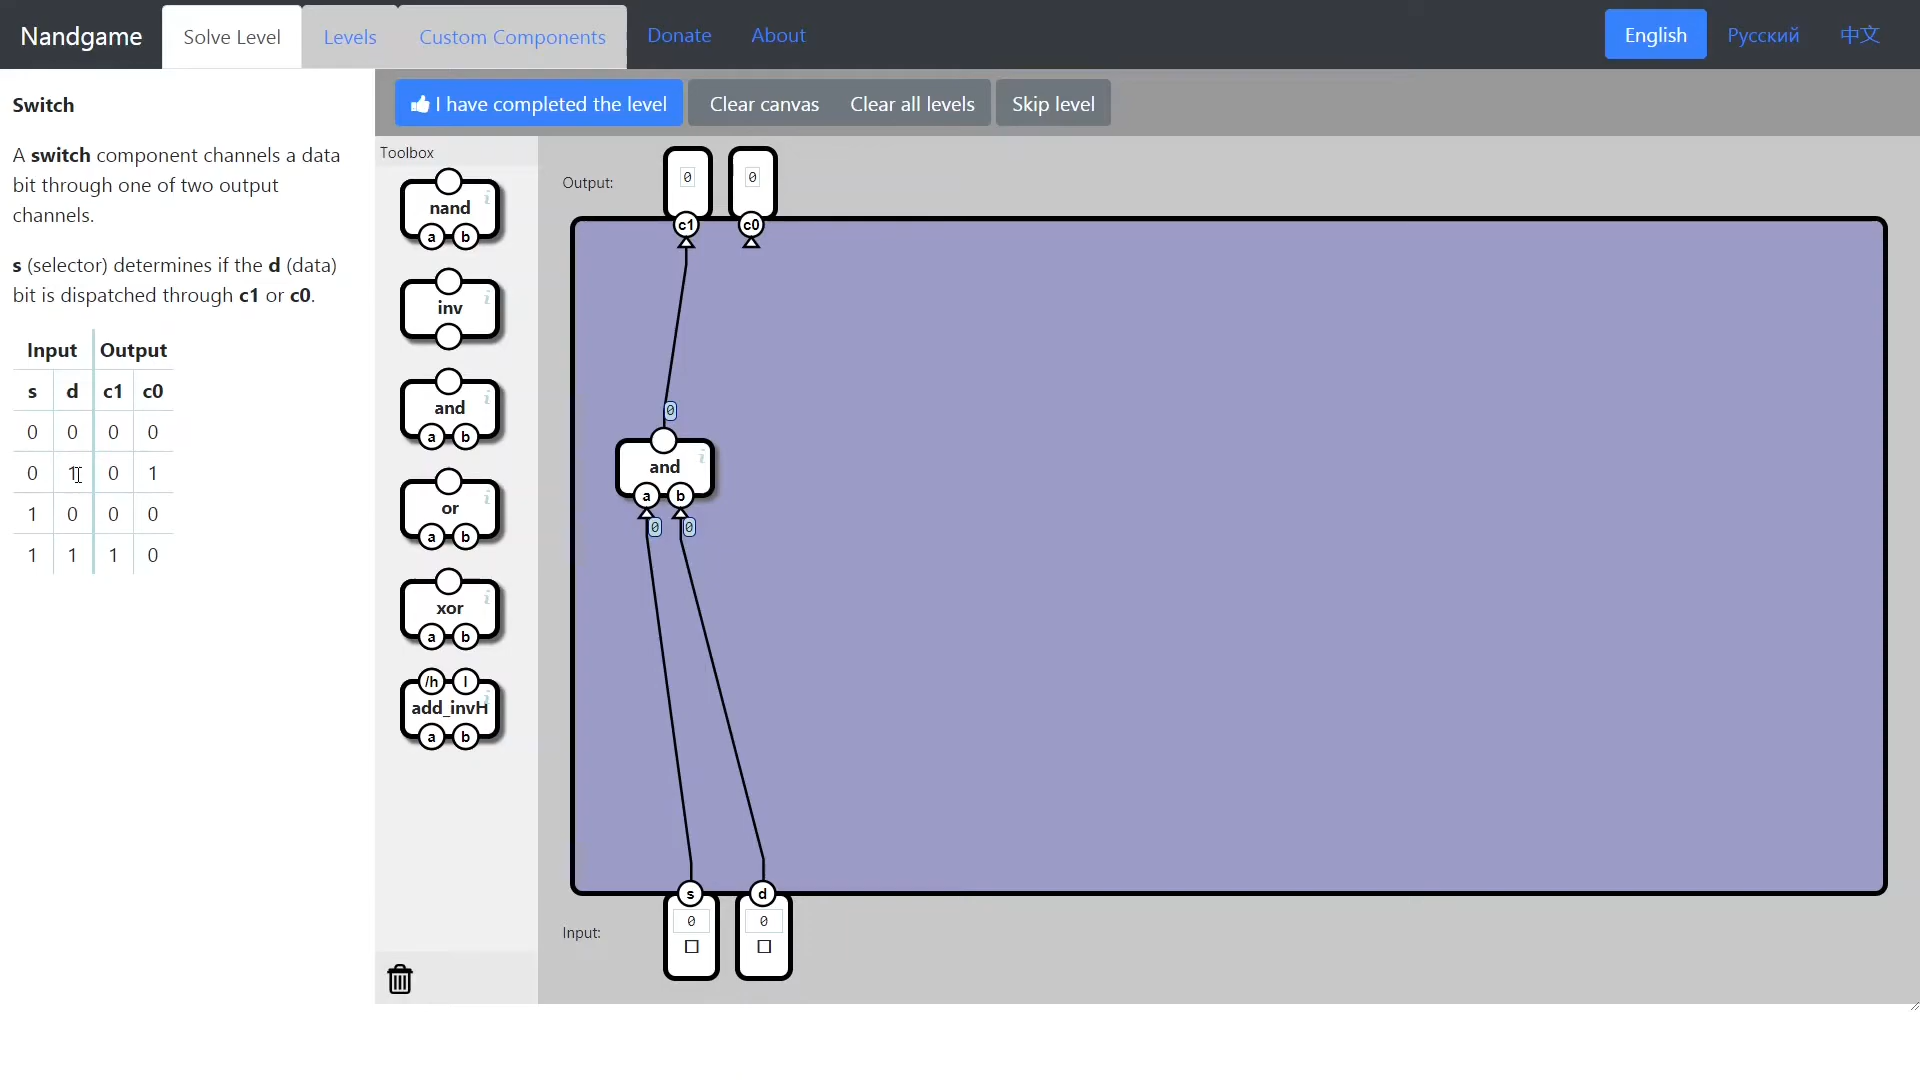 Nandgame
Solve Level
Levels
Custom Components
Donate
About
English
Русский
中文
Switch
A switch component channels a data
bit through one of two output
channels.
s (selector) determines if the d (data)
bit is dispatched through c1 or c0.
Input Output
s d c1 c0
0 0 0 0
0 1 0 1
1 0 0 0
1 1 1 0
I have completed the level
Clear canvas
Clear all levels
Skip level
Toolbox
nand
a b
inv
and
a b
or
a b
xor
a b
/h l
add_invH
a b
Output:
0 0
c1 c0
0
and
a b
0 0
s d
Input:
0 0